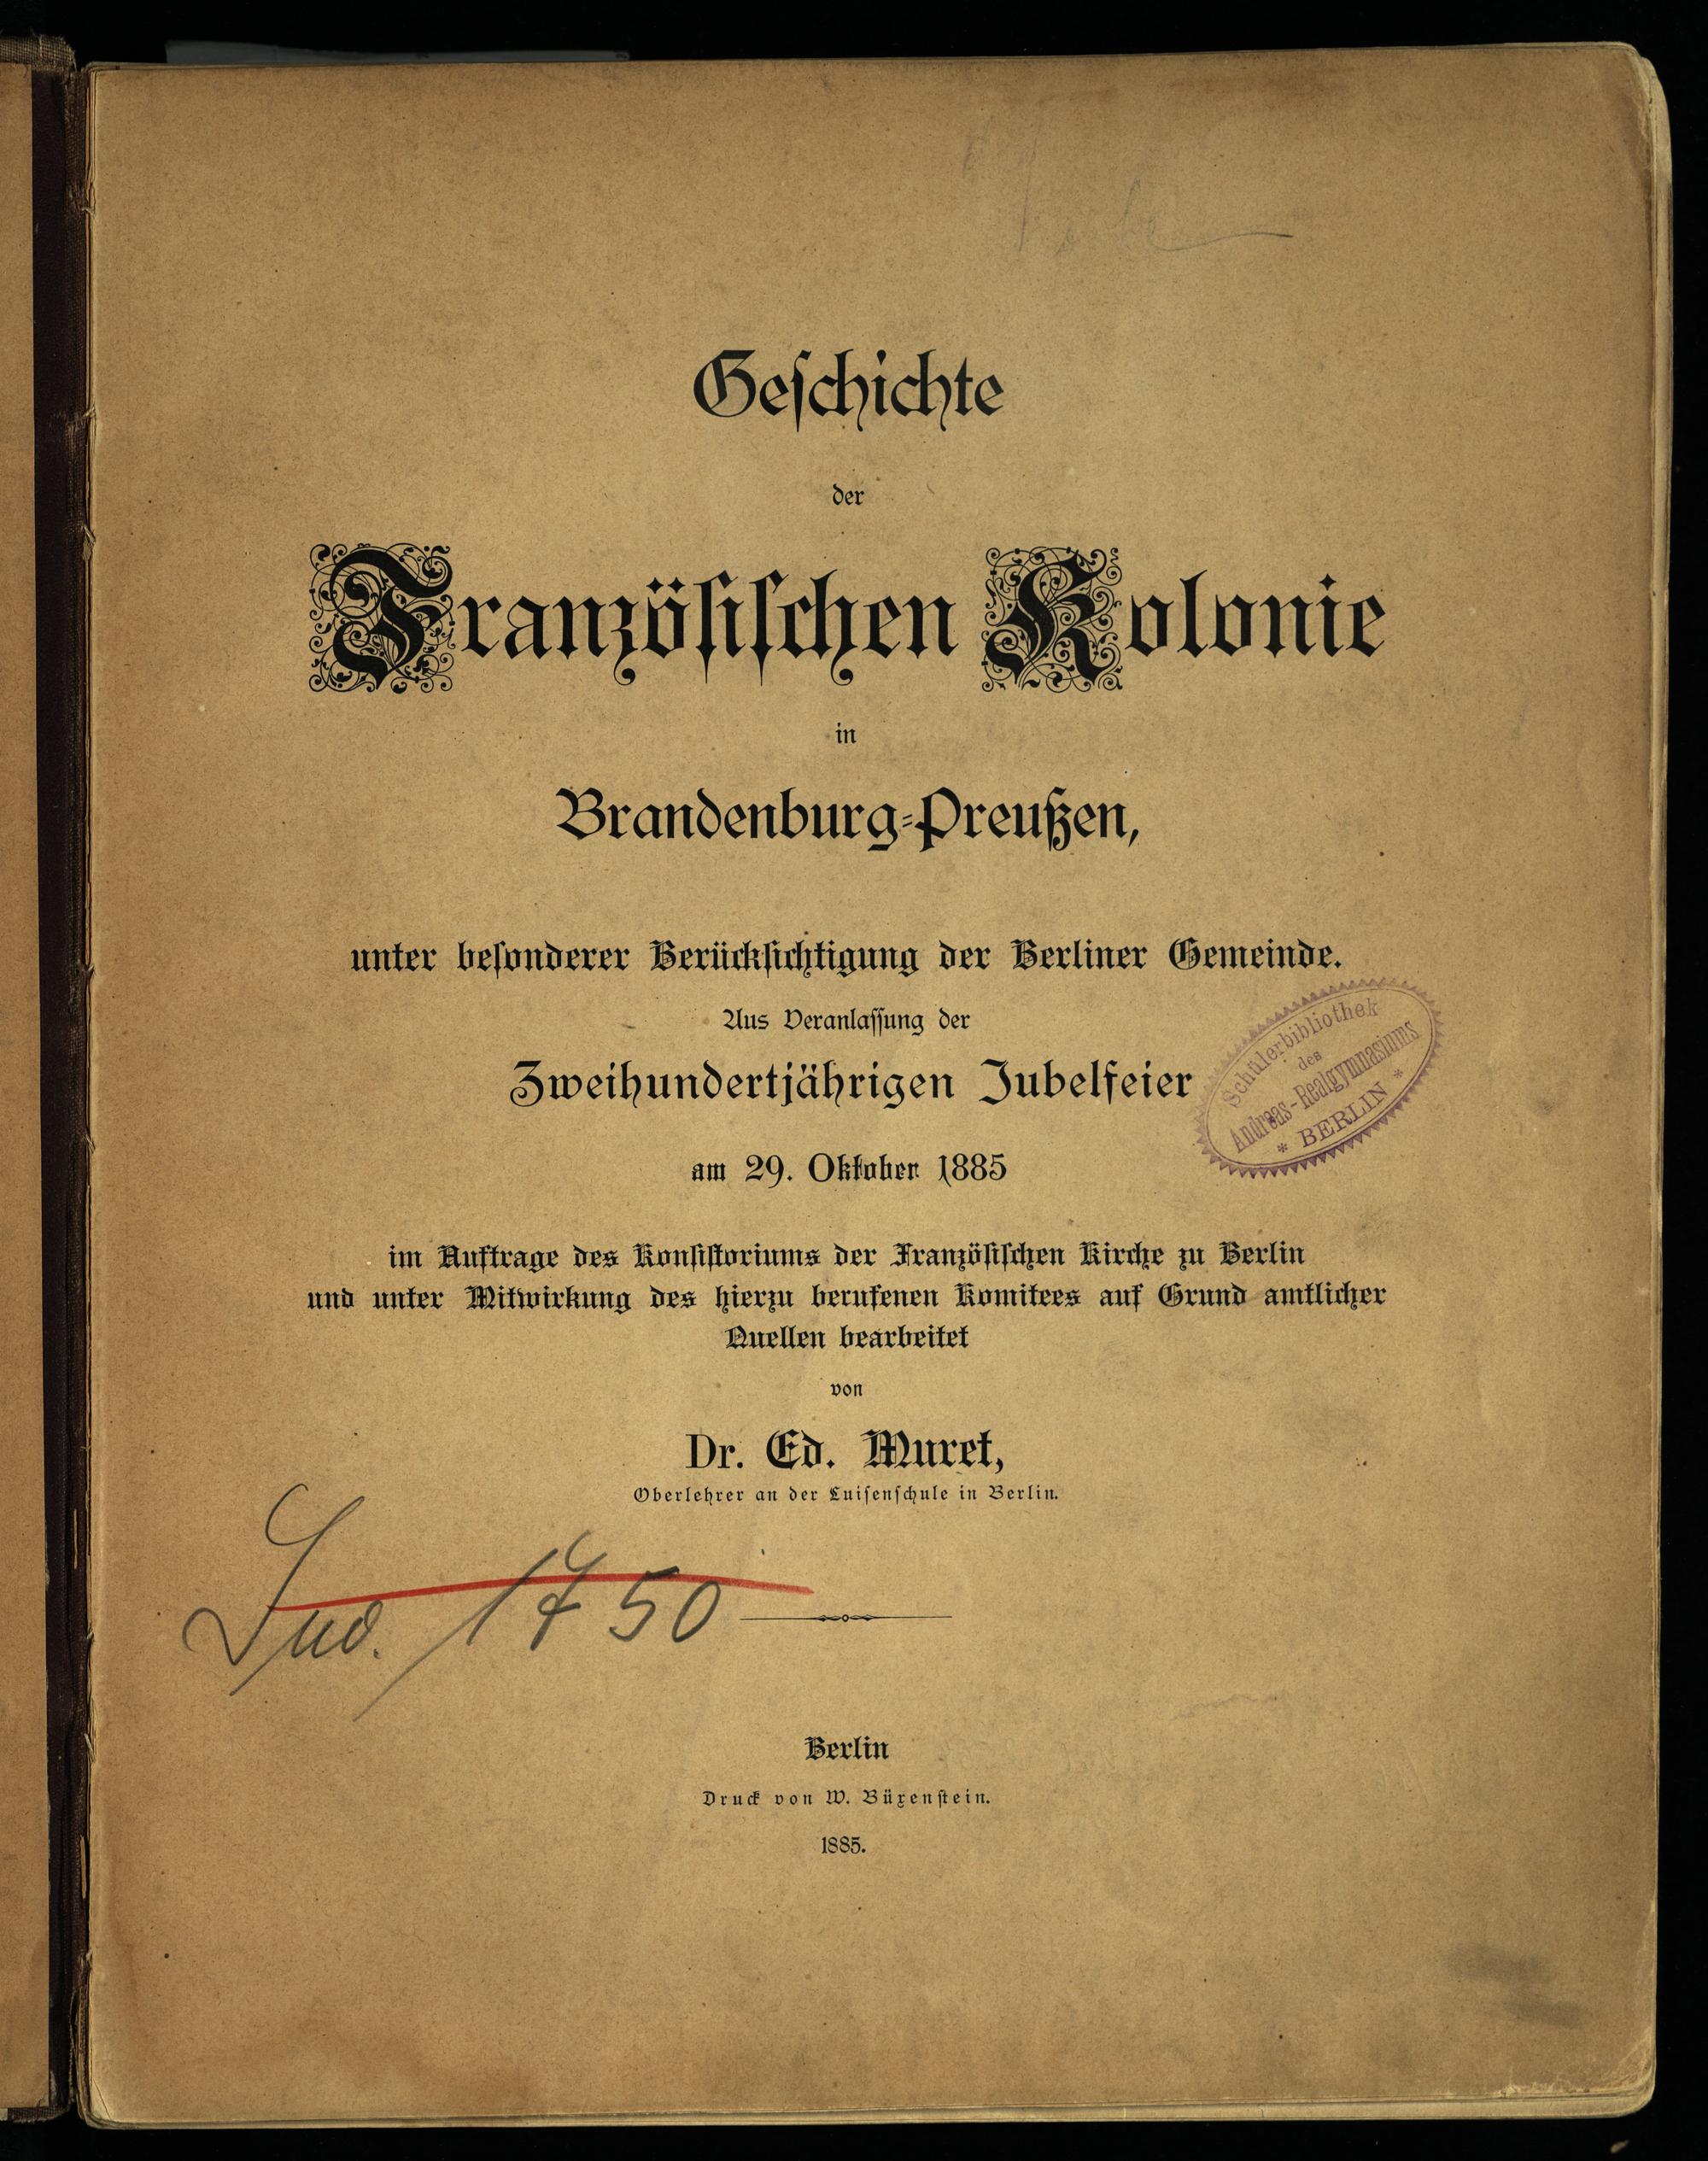 Geſchichte
der
Franzöſiſchen Kolonie
in
Brandenburg-Preußen,
unter beſonderer Berückſichtigung der Berliner Gemeinde.
Aus Veranlaſſung der
Zweihundertjährigen Jubelfeier
am 29. Oktober 1885
Schülerbibliothek
des
Andreas-Realgymnasiums
* BERLIN *
im Auftrage des Konſiſtoriums der Franzöſiſchen Kirche zu Berlin
und unter Mitwirkung des hierzu berufenen Komitees auf Grund amtlicher
Quellen bearbeitet
von
Dr. Ed. Muret,
Oberlehrer an der Luiſenſchule in Berlin.
1750
Berlin
Druck von W. Büxenſtein.
1885.